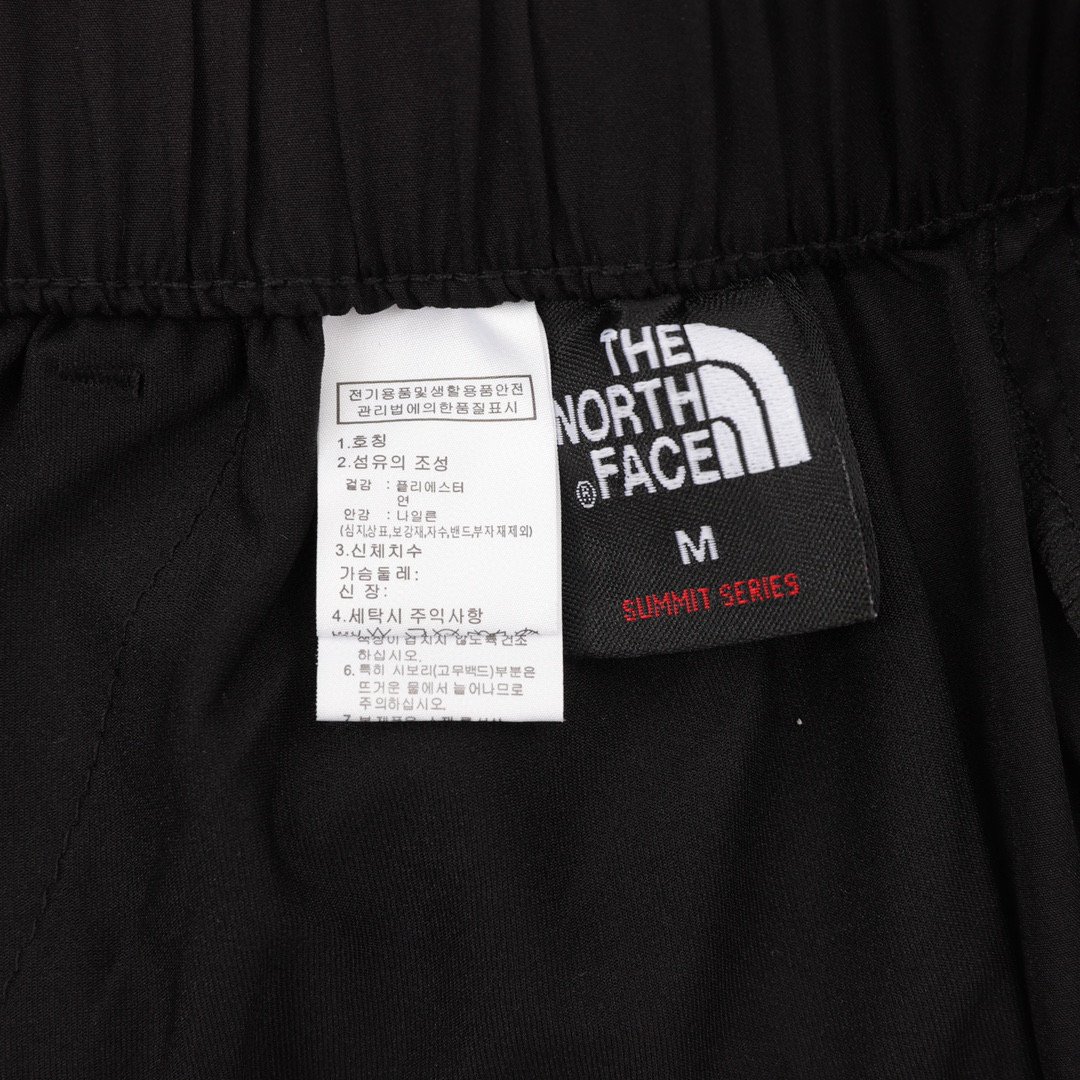 전기용품및생활용품안전
관리법에의한품질표시
1.호칭
2.섬유의 조성
겉감 : 플리에스터
면
안감 : 나일론
(심지,상표,보강재,자수,밴드,부자재제외)
3.신체치수
가슴둘레:
신 장:
4.세탁시 주의사항
하십시오.
6. 특히 시보리(고무백드)부분은
뜨거운 물에서 늘어나므로
주의하십시오.
THE
NORTH
FACE
®
M
SUMMIT SERIES